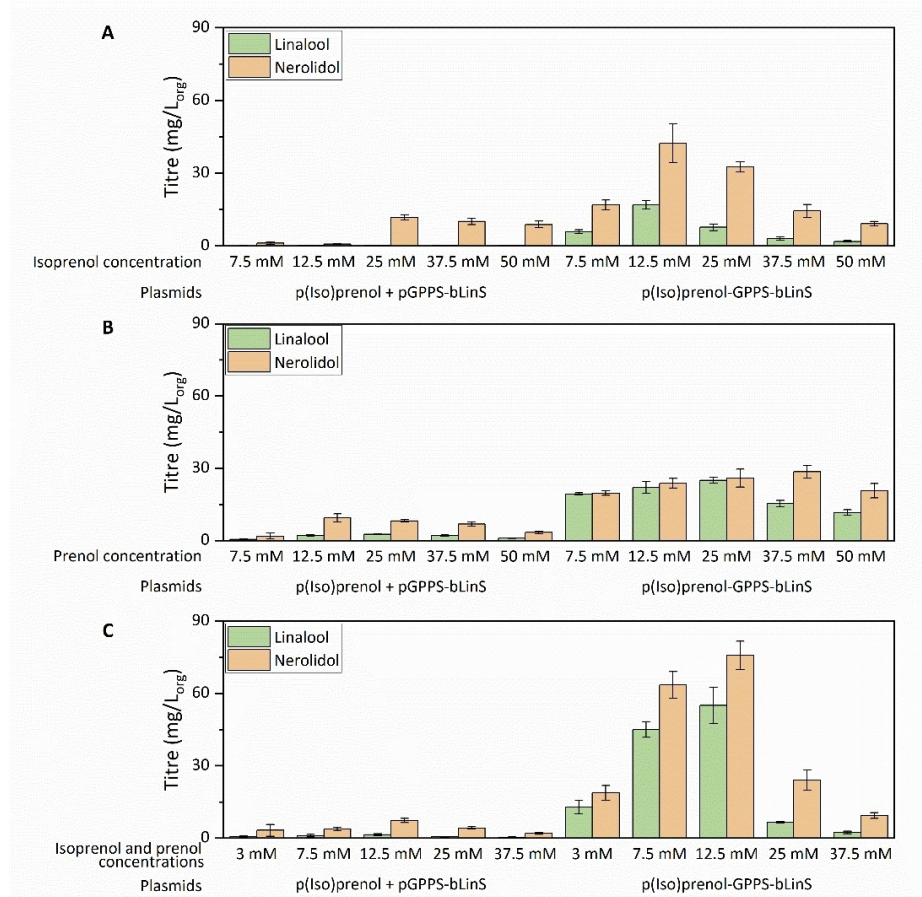 A
90
60
30
0
Titre (mg/Lorg)
Linalool
Nerolidol
Isoprenol concentration 7.5 mM 12.5 mM 25 mM 37.5 mM 50 mM 7.5 mM 12.5 mM 25 mM 37.5 mM 50 mM
Plasmids p(Iso)prenol + pGPPS-bLinS p(Iso)prenol-GPPS-bLinS
B
90
60
30
0
Titre (mg/Lorg)
Linalool
Nerolidol
Prenol concentration 7.5 mM 12.5 mM 25 mM 37.5 mM 50 mM 7.5 mM 12.5 mM 25 mM 37.5 mM 50 mM
Plasmids p(Iso)prenol + pGPPS-bLinS p(Iso)prenol-GPPS-bLinS
C
90
60
30
0
Titre (mg/Lorg)
Linalool
Nerolidol
Isoprenol and prenol
concentrations 3 mM 7.5 mM 12.5 mM 25 mM 37.5 mM 3 mM 7.5 mM 12.5 mM 25 mM 37.5 mM
Plasmids p(Iso)prenol + pGPPS-bLinS p(Iso)prenol-GPPS-bLinS